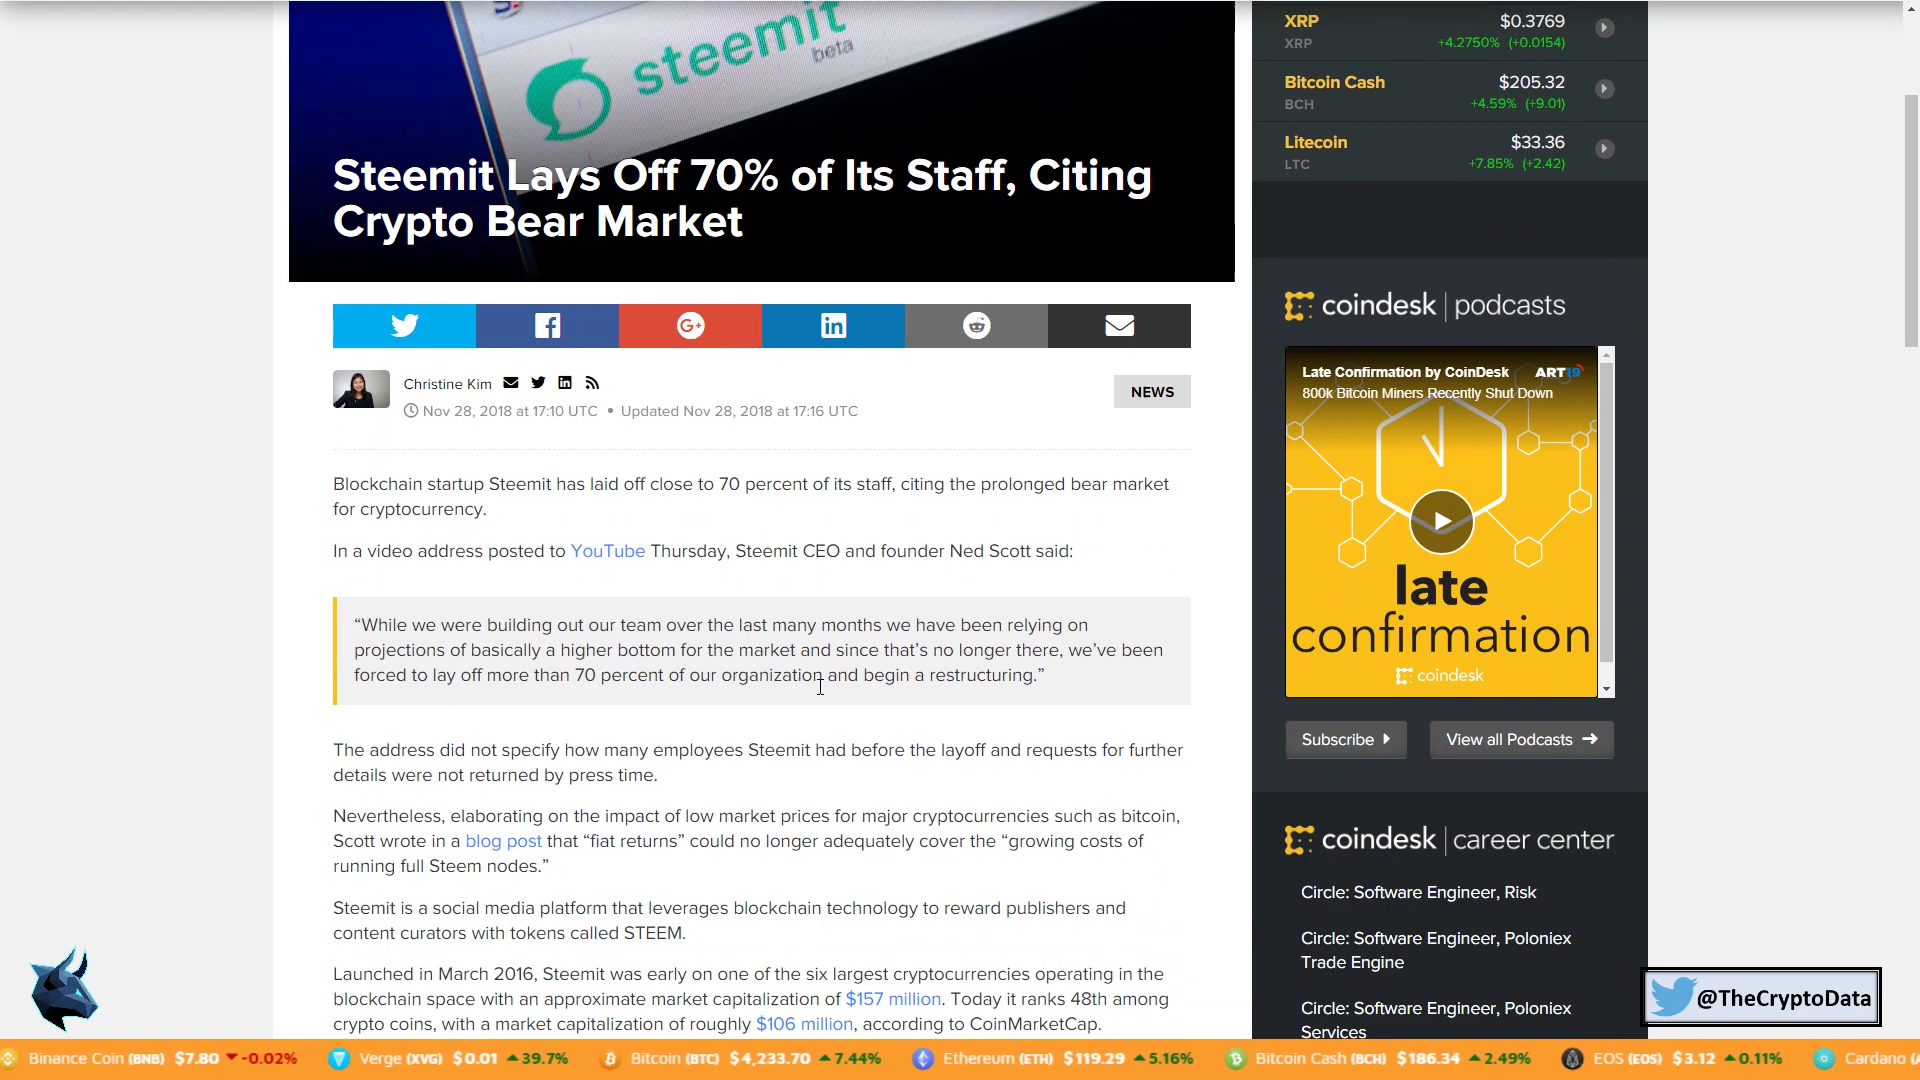 steemit
beta
Steemit Lays Off 70% of Its Staff, Citing
Crypto Bear Market
Christine Kim
Nov 28, 2018 at 17:10 UTC • Updated Nov 28, 2018 at 17:16 UTC
NEWS
Blockchain startup Steemit has laid off close to 70 percent of its staff, citing the prolonged bear market
for cryptocurrency.
In a video address posted to YouTube Thursday, Steemit CEO and founder Ned Scott said:
“While we were building out our team over the last many months we have been relying on
projections of basically a higher bottom for the market and since that’s no longer there, we’ve been
forced to lay off more than 70 percent of our organization and begin a restructuring.”
The address did not specify how many employees Steemit had before the layoff and requests for further
details were not returned by press time.
Nevertheless, elaborating on the impact of low market prices for major cryptocurrencies such as bitcoin,
Scott wrote in a blog post that “fiat returns” could no longer adequately cover the “growing costs of
running full Steem nodes.”
Steemit is a social media platform that leverages blockchain technology to reward publishers and
content curators with tokens called STEEM.
Launched in March 2016, Steemit was early on one of the six largest cryptocurrencies operating in the
blockchain space with an approximate market capitalization of $157 million. Today it ranks 48th among
crypto coins, with a market capitalization of roughly $106 million, according to CoinMarketCap.
XRP $0.3769
XRP +4.2750% (+0.0154)
Bitcoin Cash $205.32
BCH +4.59% (+9.01)
Litecoin $33.36
LTC +7.85% (+2.42)
coindesk | podcasts
Late Confirmation by CoinDesk ART19
800k Bitcoin Miners Recently Shut Down
late
confirmation
coindesk
Subscribe
View all Podcasts
coindesk | career center
Circle: Software Engineer, Risk
Circle: Software Engineer, Poloniex
Trade Engine
Circle: Software Engineer, Poloniex
Services
@TheCryptoData
Binance Coin (BNB) $7.80 -0.02% Verge (XVG) $0.01 39.7% Bitcoin (BTC) $4,233.70 7.44% Ethereum (ETH) $119.29 5.16% Bitcoin Cash (BCH) $186.34 2.49% EOS (EOS) $3.12 0.11% Cardano (A